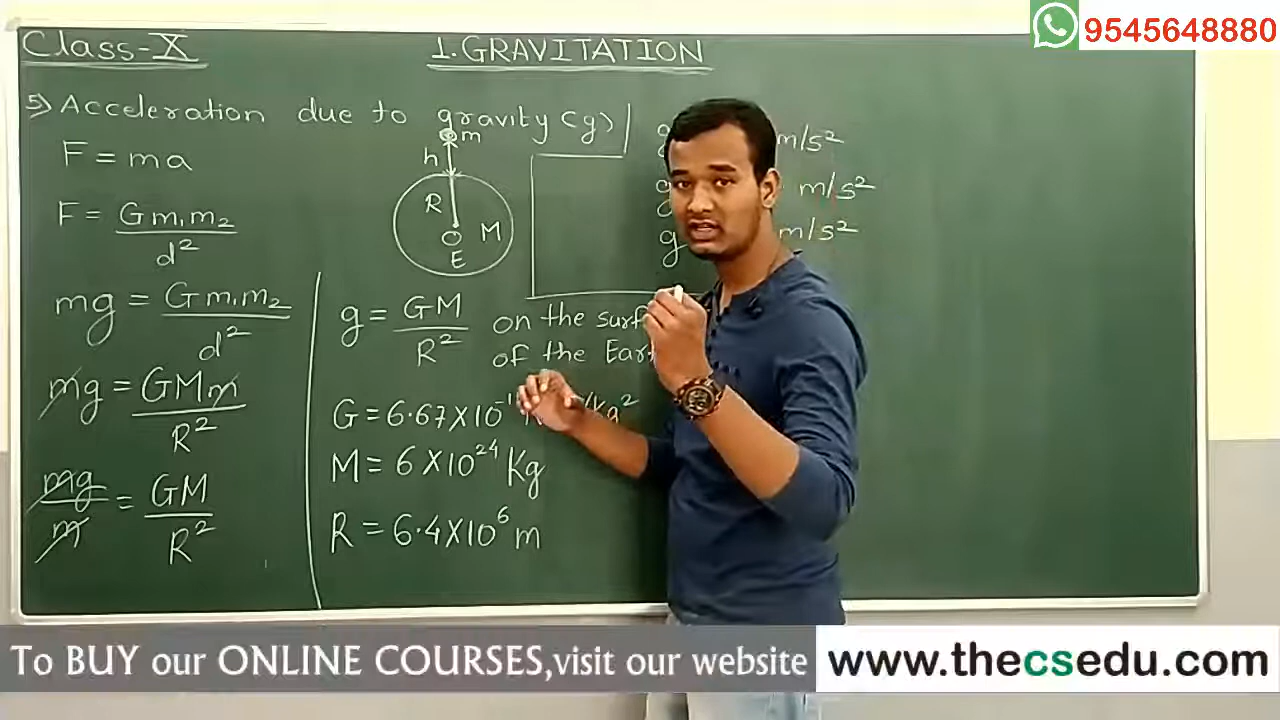 9545648880
Class-X
1.GRAVITATION
5) Acceleration due to gravity (g)
F = ma
F = Gm1m2
d²
mg = Gm1m2
d²
mg = GMm
R²
mg = GM
m R²
m
h
R
M
E
g m/s²
g m/s²
g m/s²
g = GM
R²
on the
of the
G = 6.67×10 /kg²
M = 6×10²⁴ Kg
R = 6.4×10⁶ m
To BUY our ONLINE COURSES,visit our website
www.thecsedu.com